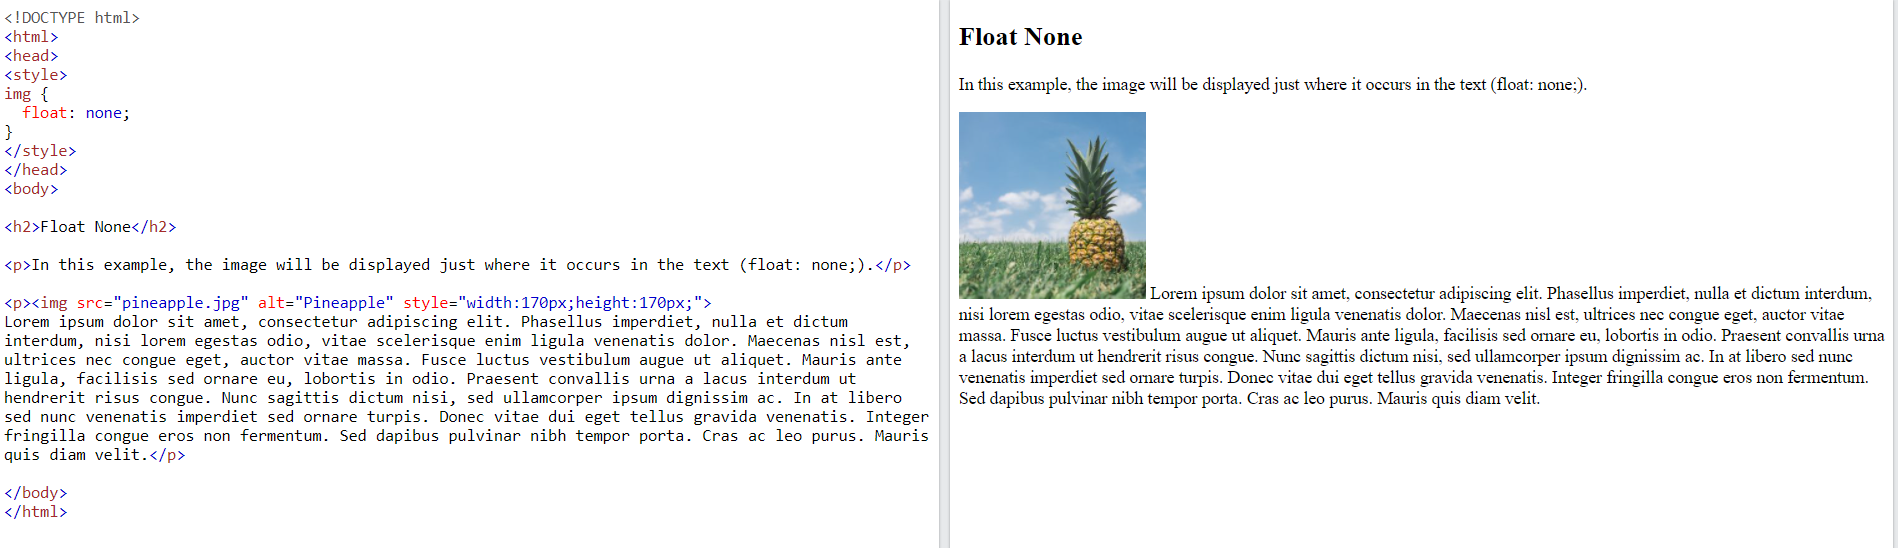 <!DOCTYPE html>
<html>
<head>
<style>
img {
  float: none;
}
</style>
</head>
<body>
<h2>Float None</h2>
<p>In this example, the image will be displayed just where it occurs in the text (float: none;).</p>
<p><img src="pineapple.jpg" alt="Pineapple" style="width:170px;height:170px;">
Lorem ipsum dolor sit amet, consectetur adipiscing elit. Phasellus imperdiet, nulla et dictum
interdum, nisi lorem egestas odio, vitae scelerisque enim ligula venenatis dolor. Maecenas nisl est,
ultrices nec congue eget, auctor vitae massa. Fusce luctus vestibulum augue ut aliquet. Mauris ante
ligula, facilisis sed ornare eu, lobortis in odio. Praesent convallis urna a lacus interdum ut
hendrerit risus congue. Nunc sagittis dictum nisi, sed ullamcorper ipsum dignissim ac. In at libero
sed nunc venenatis imperdiet sed ornare turpis. Donec vitae dui eget tellus gravida venenatis. Integer
fringilla congue eros non fermentum. Sed dapibus pulvinar nibh tempor porta. Cras ac leo purus. Mauris
quis diam velit.</p>
</body>
</html>
Float None
In this example, the image will be displayed just where it occurs in the text (float: none;).
Lorem ipsum dolor sit amet, consectetur adipiscing elit. Phasellus imperdiet, nulla et dictum interdum,
nisi lorem egestas odio, vitae scelerisque enim ligula venenatis dolor. Maecenas nisl est, ultrices nec congue eget, auctor vitae
massa. Fusce luctus vestibulum augue ut aliquet. Mauris ante ligula, facilisis sed ornare eu, lobortis in odio. Praesent convallis urna
a lacus interdum ut hendrerit risus congue. Nunc sagittis dictum nisi, sed ullamcorper ipsum dignissim ac. In at libero sed nunc
venenatis imperdiet sed ornare turpis. Donec vitae dui eget tellus gravida venenatis. Integer fringilla congue eros non fermentum.
Sed dapibus pulvinar nibh tempor porta. Cras ac leo purus. Mauris quis diam velit.